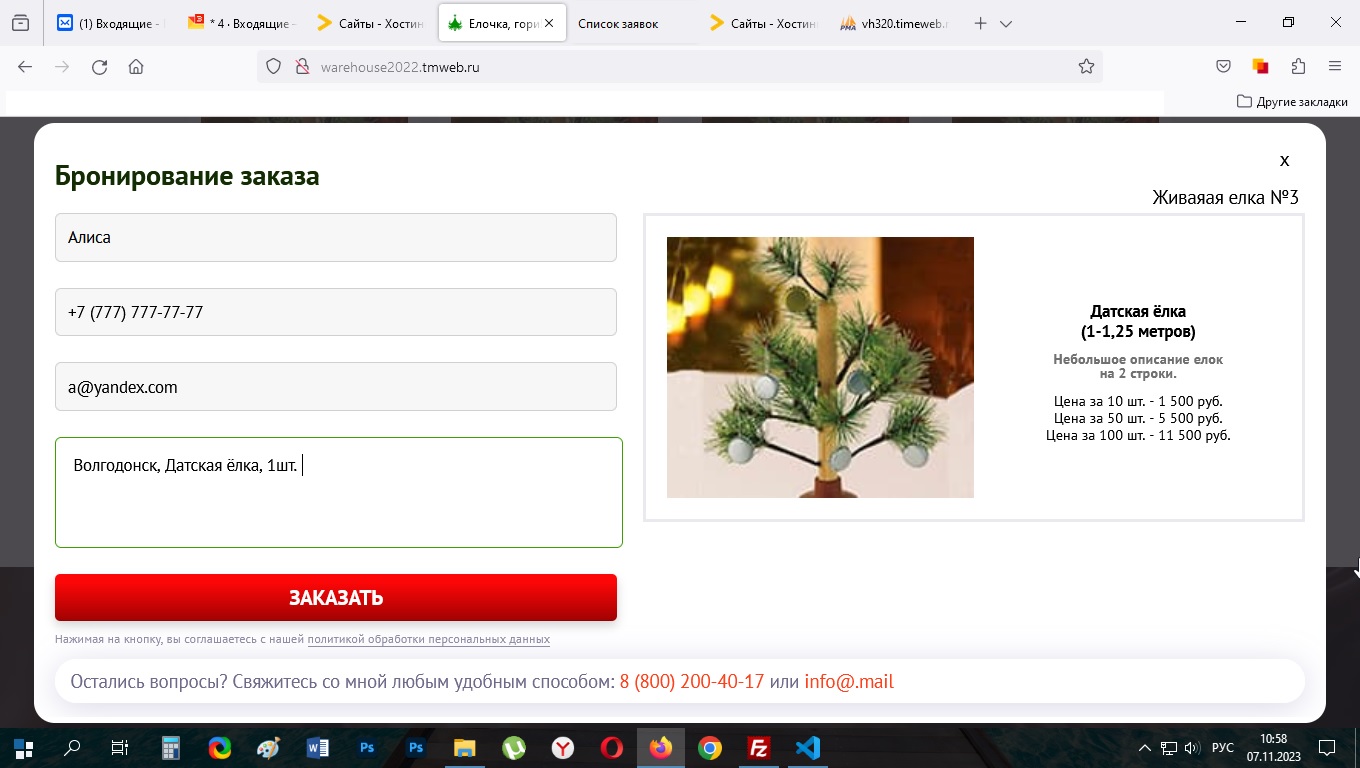 (1) Входящие -
* 4 · Входящие -
Сайты - Хостин
Елочка, гори
Список заявок
Сайты - Хостин
vh320.timeweb.r
warehouse2022.tmweb.ru
Другие закладки
x
Бронирование заказа
Живаяая елка №3
Алиса
+7 (777) 777-77-77
a@yandex.com
Волгодонск, Датская ёлка, 1шт.
Датская ёлка
(1-1,25 метров)
Небольшое описание елок
на 2 строки.
Цена за 10 шт. - 1 500 руб.
Цена за 50 шт. - 5 500 руб.
Цена за 100 шт. - 11 500 руб.
ЗАКАЗАТЬ
Нажимая на кнопку, вы соглашаетесь с нашей политикой обработки персональных данных
Остались вопросы? Свяжитесь со мной любым удобным способом: 8 (800) 200-40-17 или info@.mail
РУС
10:58
07.11.2023